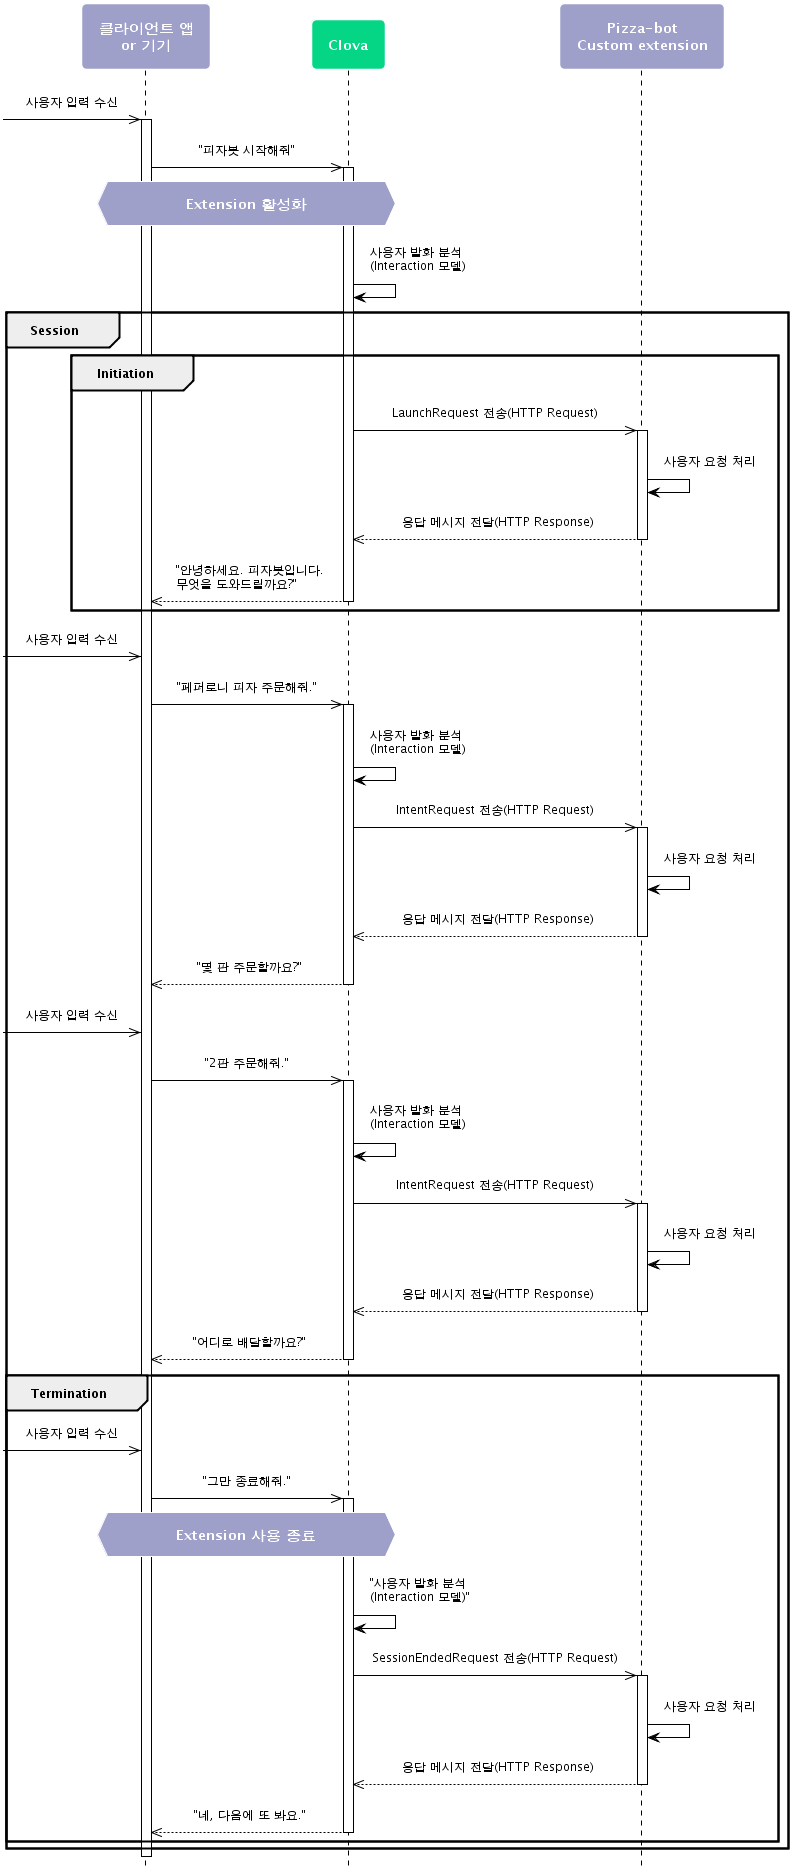 클라이언트 앱
or 기기
Clova
Pizza-bot
Custom extension
사용자 입력 수신
"피자봇 시작해줘"
Extension 활성화
사용자 발화 분석
(Interaction 모델)
Session
Initiation
LaunchRequest 전송(HTTP Request)
사용자 요청 처리
응답 메시지 전달(HTTP Response)
"안녕하세요. 피자봇입니다.
무엇을 도와드릴까요?"
사용자 입력 수신
"페퍼로니 피자 주문해줘."
사용자 발화 분석
(Interaction 모델)
IntentRequest 전송(HTTP Request)
사용자 요청 처리
응답 메시지 전달(HTTP Response)
"몇 판 주문할까요?"
사용자 입력 수신
"2판 주문해줘."
사용자 발화 분석
(Interaction 모델)
IntentRequest 전송(HTTP Request)
사용자 요청 처리
응답 메시지 전달(HTTP Response)
"어디로 배달할까요?"
Termination
사용자 입력 수신
"그만 종료해줘."
Extension 사용 종료
"사용자 발화 분석
(Interaction 모델)"
SessionEndedRequest 전송(HTTP Request)
사용자 요청 처리
응답 메시지 전달(HTTP Response)
"네, 다음에 또 봐요."